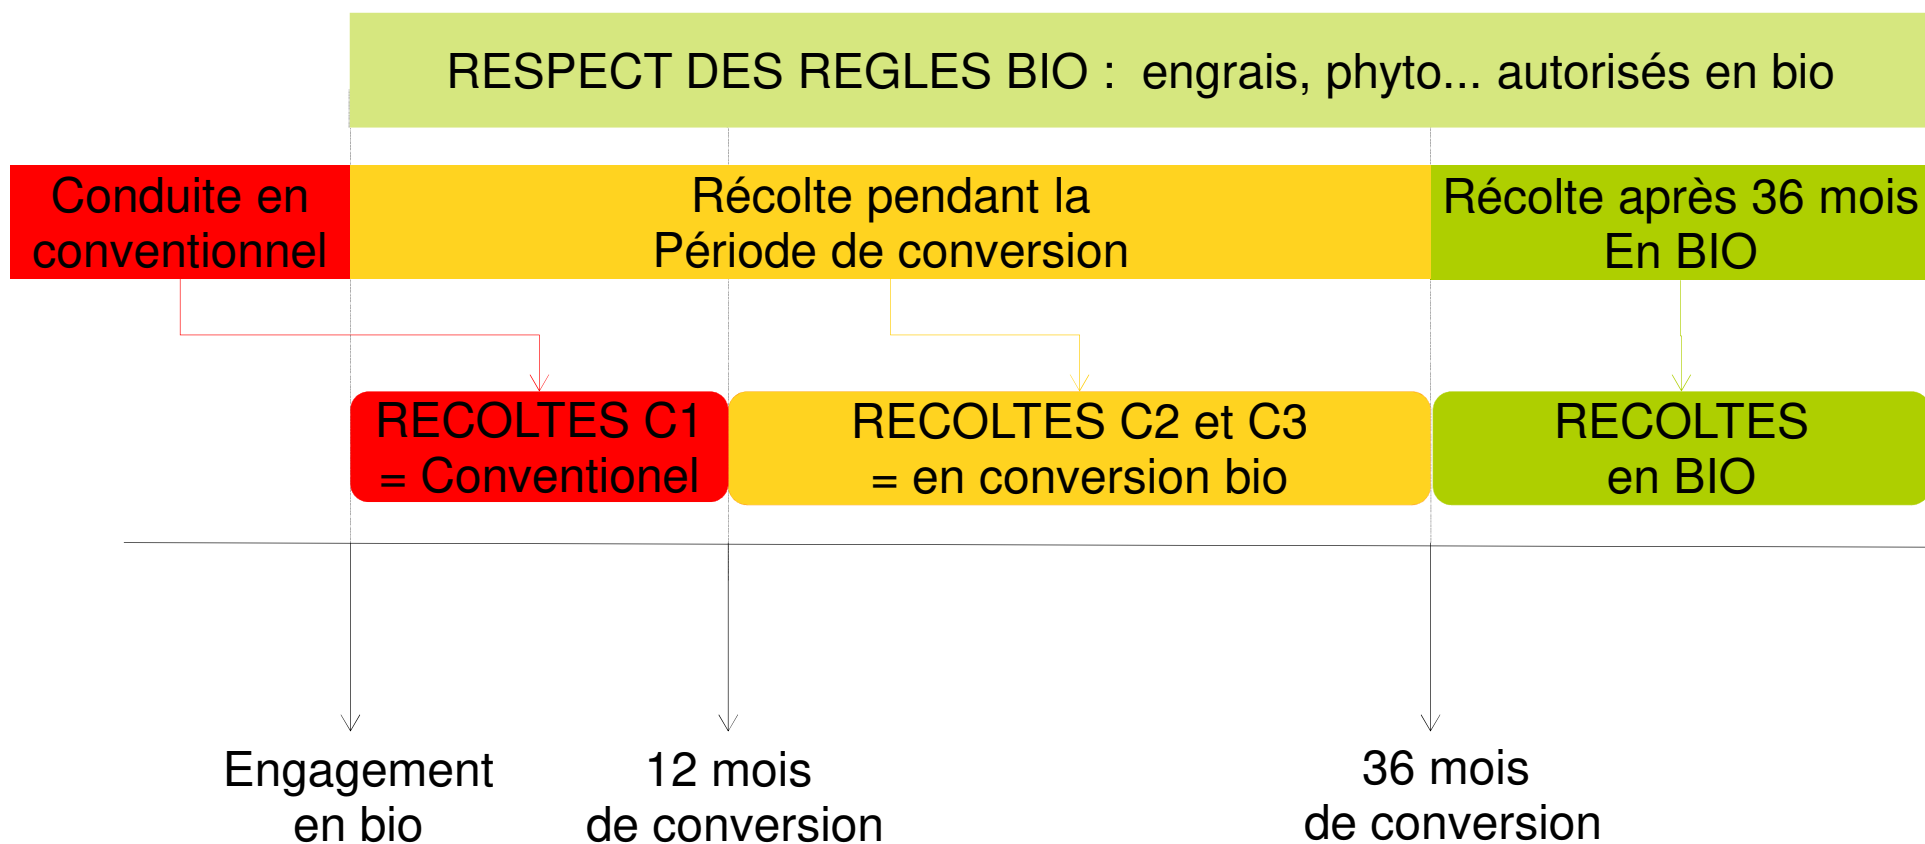 RESPECT DES REGLES BIO : engrais, phyto... autorisés en bio
Conduite en
conventionnel
Récolte pendant la
Période de conversion
Récolte après 36 mois
En BIO
RECOLTES C1
= Conventionel
RECOLTES C2 et C3
= en conversion bio
RECOLTES
en BIO
Engagement
en bio
12 mois
de conversion
36 mois
de conversion